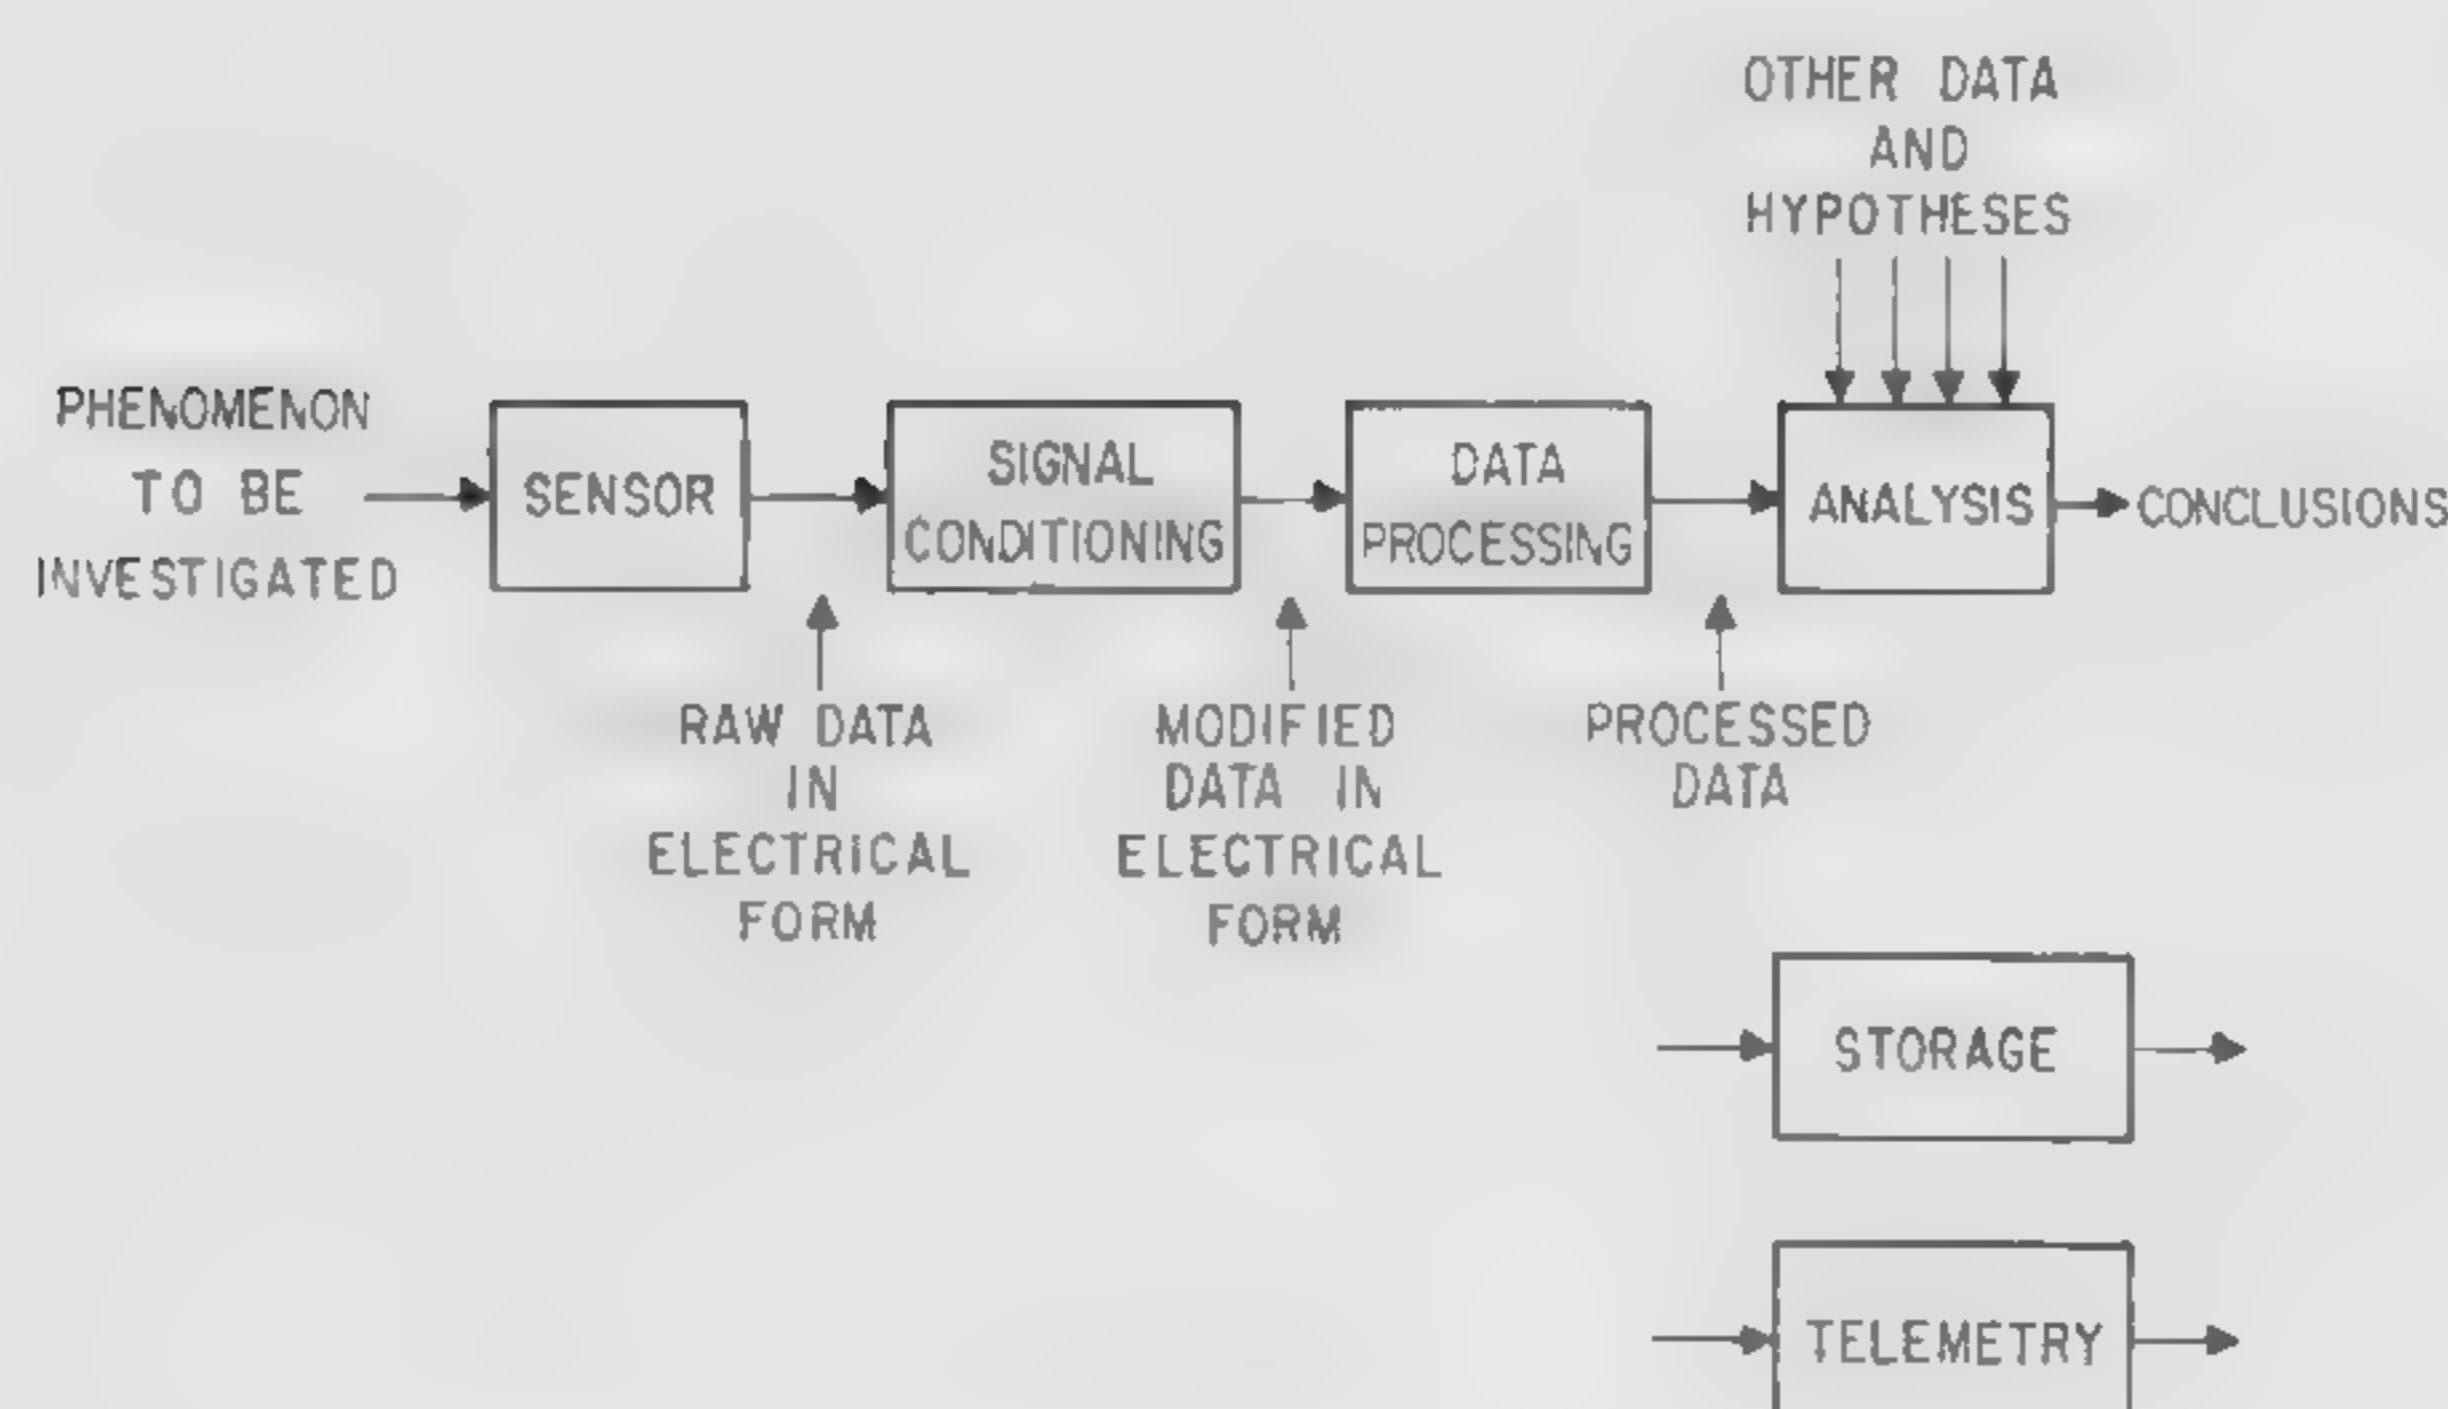 OTHER DATA
AND
HYPOTHESES
PHENOMENON
TO BE
INVESTIGATED
SENSOR
SIGNAL
CONDITIONING
DATA
PROCESSING
ANALYSIS
CONCLUSIONS
RAW DATA
IN
ELECTRICAL
FORM
MODIFIED
DATA IN
ELECTRICAL
FORM
PROCESSED
DATA
STORAGE
TELEMETRY